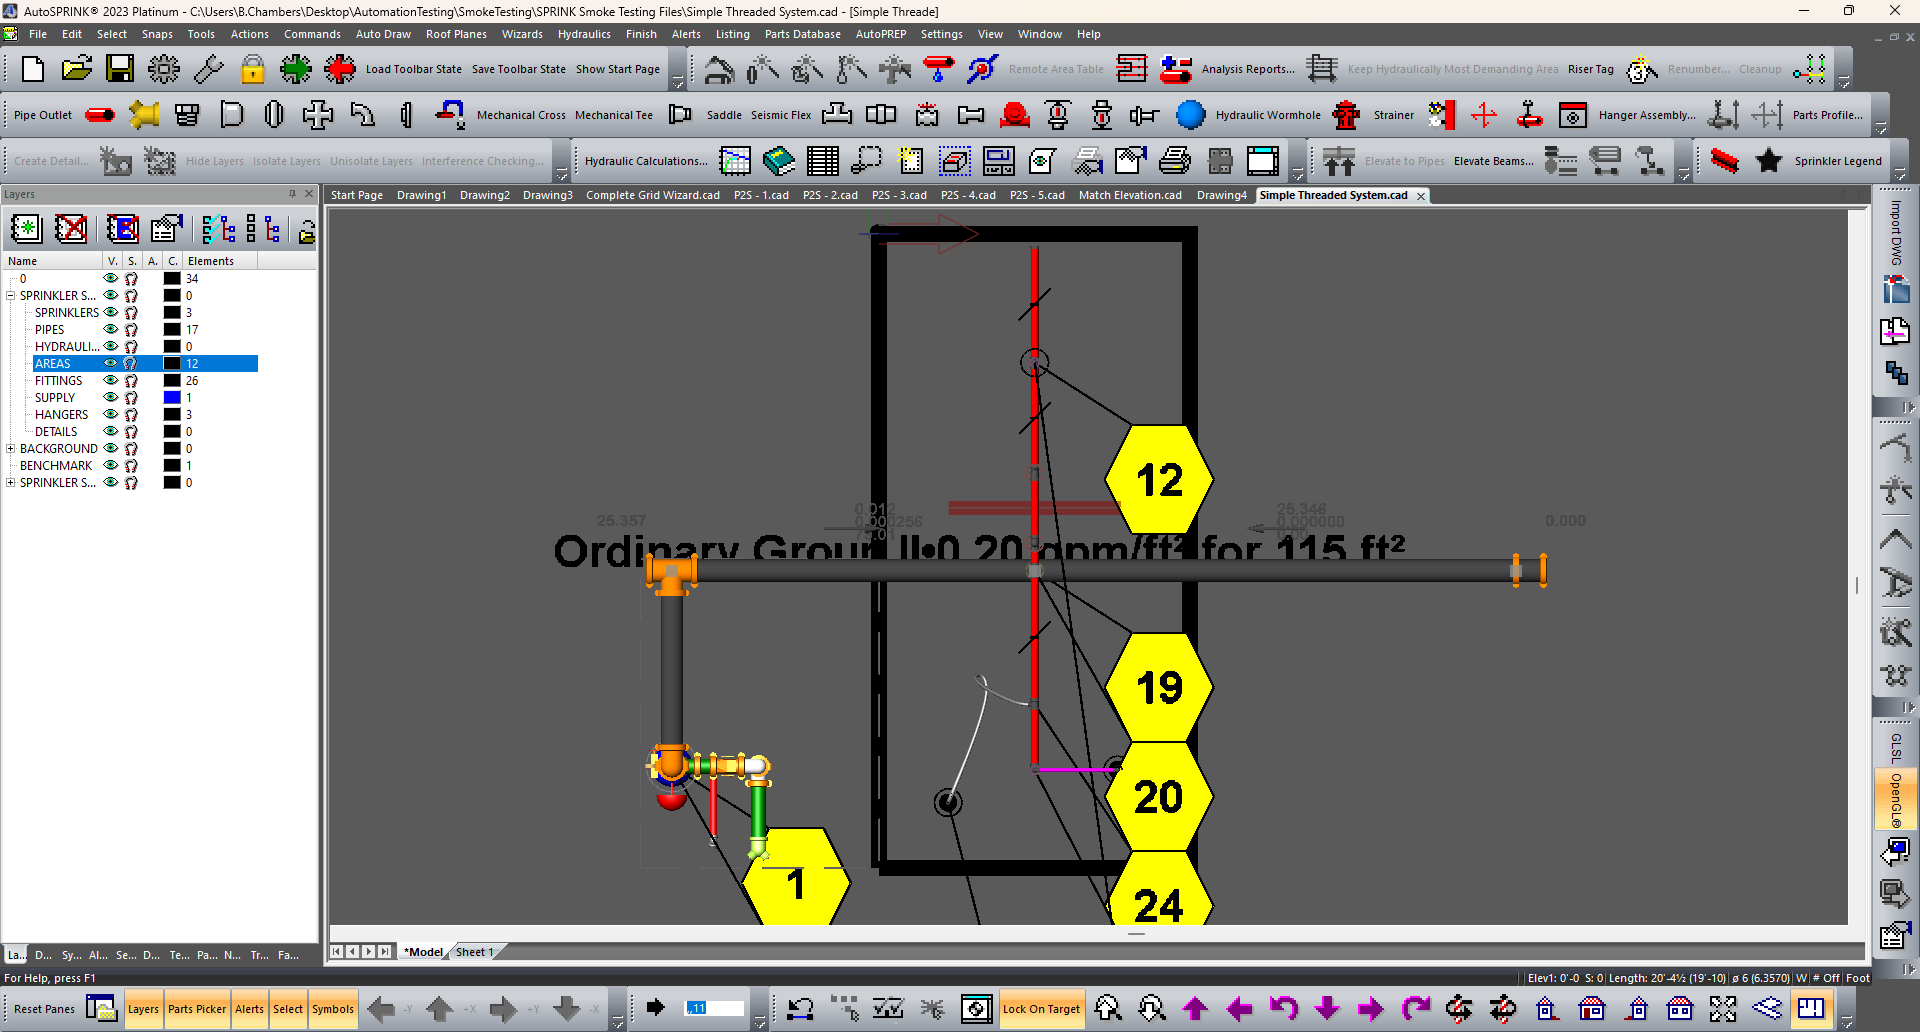 AutoSPRINK® 2023 Platinum - C:\Users\B.Chambers\Desktop\AutomationTesting\SmokeTesting\SPRINK Smoke Testing Files\Simple Threaded System.cad - [Simple Threade]
File Edit Select Snaps Tools Actions Commands Auto Draw Roof Planes Wizards Hydraulics Finish Alerts Listing Parts Database AutoPREP Settings View Window Help
Load Toolbar State Save Toolbar State Show Start Page Remote Area Table Analysis Reports... Keep Hydraulically Most Demanding Area Riser Tag Renumber... Cleanup
Pipe Outlet Mechanical Cross Mechanical Tee Saddle Seismic Flex Hydraulic Wormhole Strainer Hanger Assembly... Parts Profile...
Create Detail... Hide Layers Isolate Layers Unisolate Layers Interference Checking... Hydraulic Calculations... Elevate to Pipes Elevate Beams... Sprinkler Legend
Layers
Start Page Drawing1 Drawing2 Drawing3 Complete Grid Wizard.cad P2S - 1.cad P2S - 2.cad P2S - 3.cad P2S - 4.cad P2S - 5.cad Match Elevation.cad Drawing4 Simple Threaded System.cad
Name V. S. A. C. Elements
0 34
SPRINKLER S... 0
SPRINKLERS 3
PIPES 17
HYDRAULI... 0
AREAS 12
FITTINGS 26
SUPPLY 1
HANGERS 3
DETAILS 0
BACKGROUND 0
BENCHMARK 1
SPRINKLER S... 0
12
25.357 0.012 25.346 0.000
0.000256 0.000000
Ordinary Group II•0.20 gpm/ft² for 115 ft²
19
20
1
24
Import DWG
GLSL
OpenGL®
*Model Sheet 1
La... D... Sy... Al... Se... D... Te... Pa... N... Tr... Fa...
For Help, press F1
Elev1: 0'-0 S: 0 Length: 20'-4½ (19'-10) ø 6 (6.3570) W # Off Foot
Reset Panes Layers Parts Picker Alerts Select Symbols -Y +X +Y -X ,,11 Lock On Target